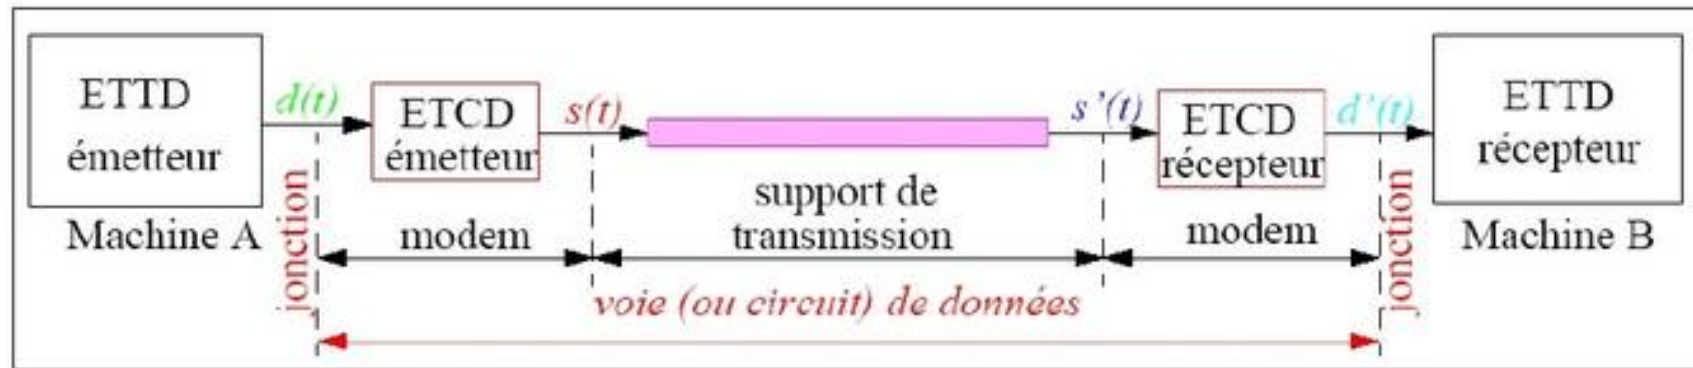 ETTD
émetteur
Machine A
d(t)
jonction
ETCD
émetteur
modem
s(t)
support de
transmission
s'(t)
ETCD
récepteur
modem
d'(t)
jonction
ETTD
récepteur
Machine B
voie (ou circuit) de données